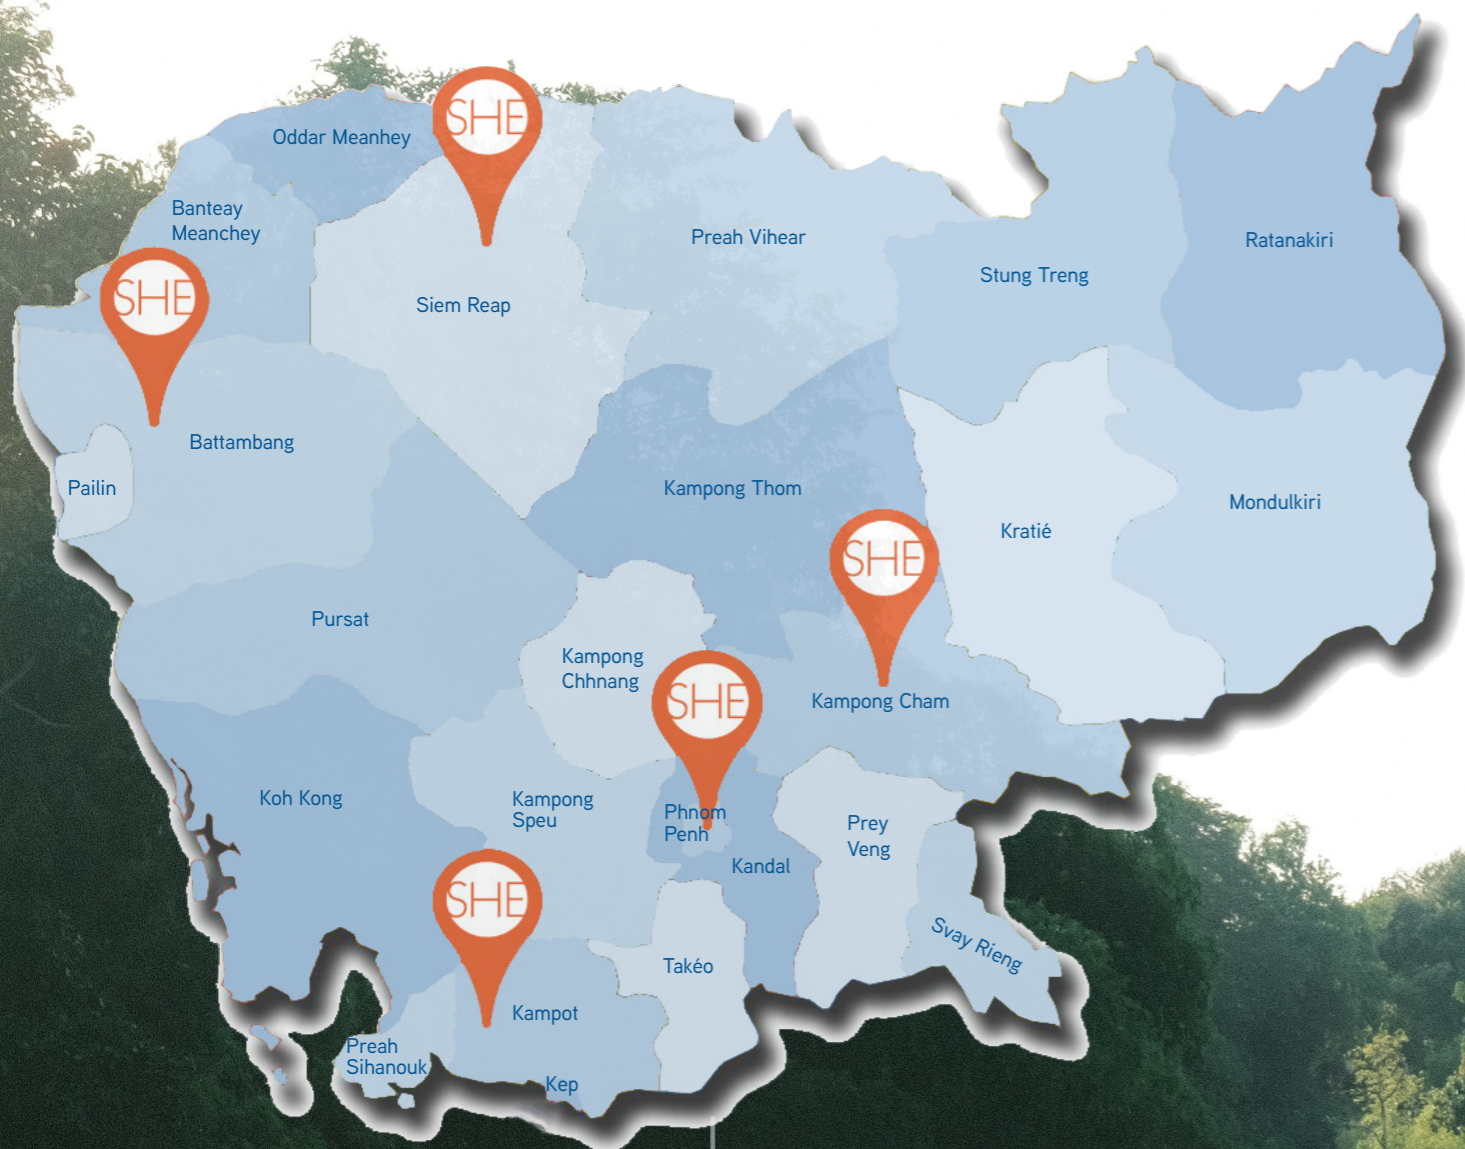 SHE
Oddar Meanhey
Banteay
Meanchey
Preah Vihear
Ratanakiri
Stung Treng
SHE
Siem Reap
Battambang
Pailin
Kampong Thom
Mondulkiri
Kratié
SHE
Pursat
Kampong
Chhnang
SHE
Kampong Cham
Koh Kong
Kampong
Speu
Phnom
Penh
Prey
Veng
Kandal
SHE
Svay Rieng
Takéo
Kampot
Preah
Sihanouk
Kep